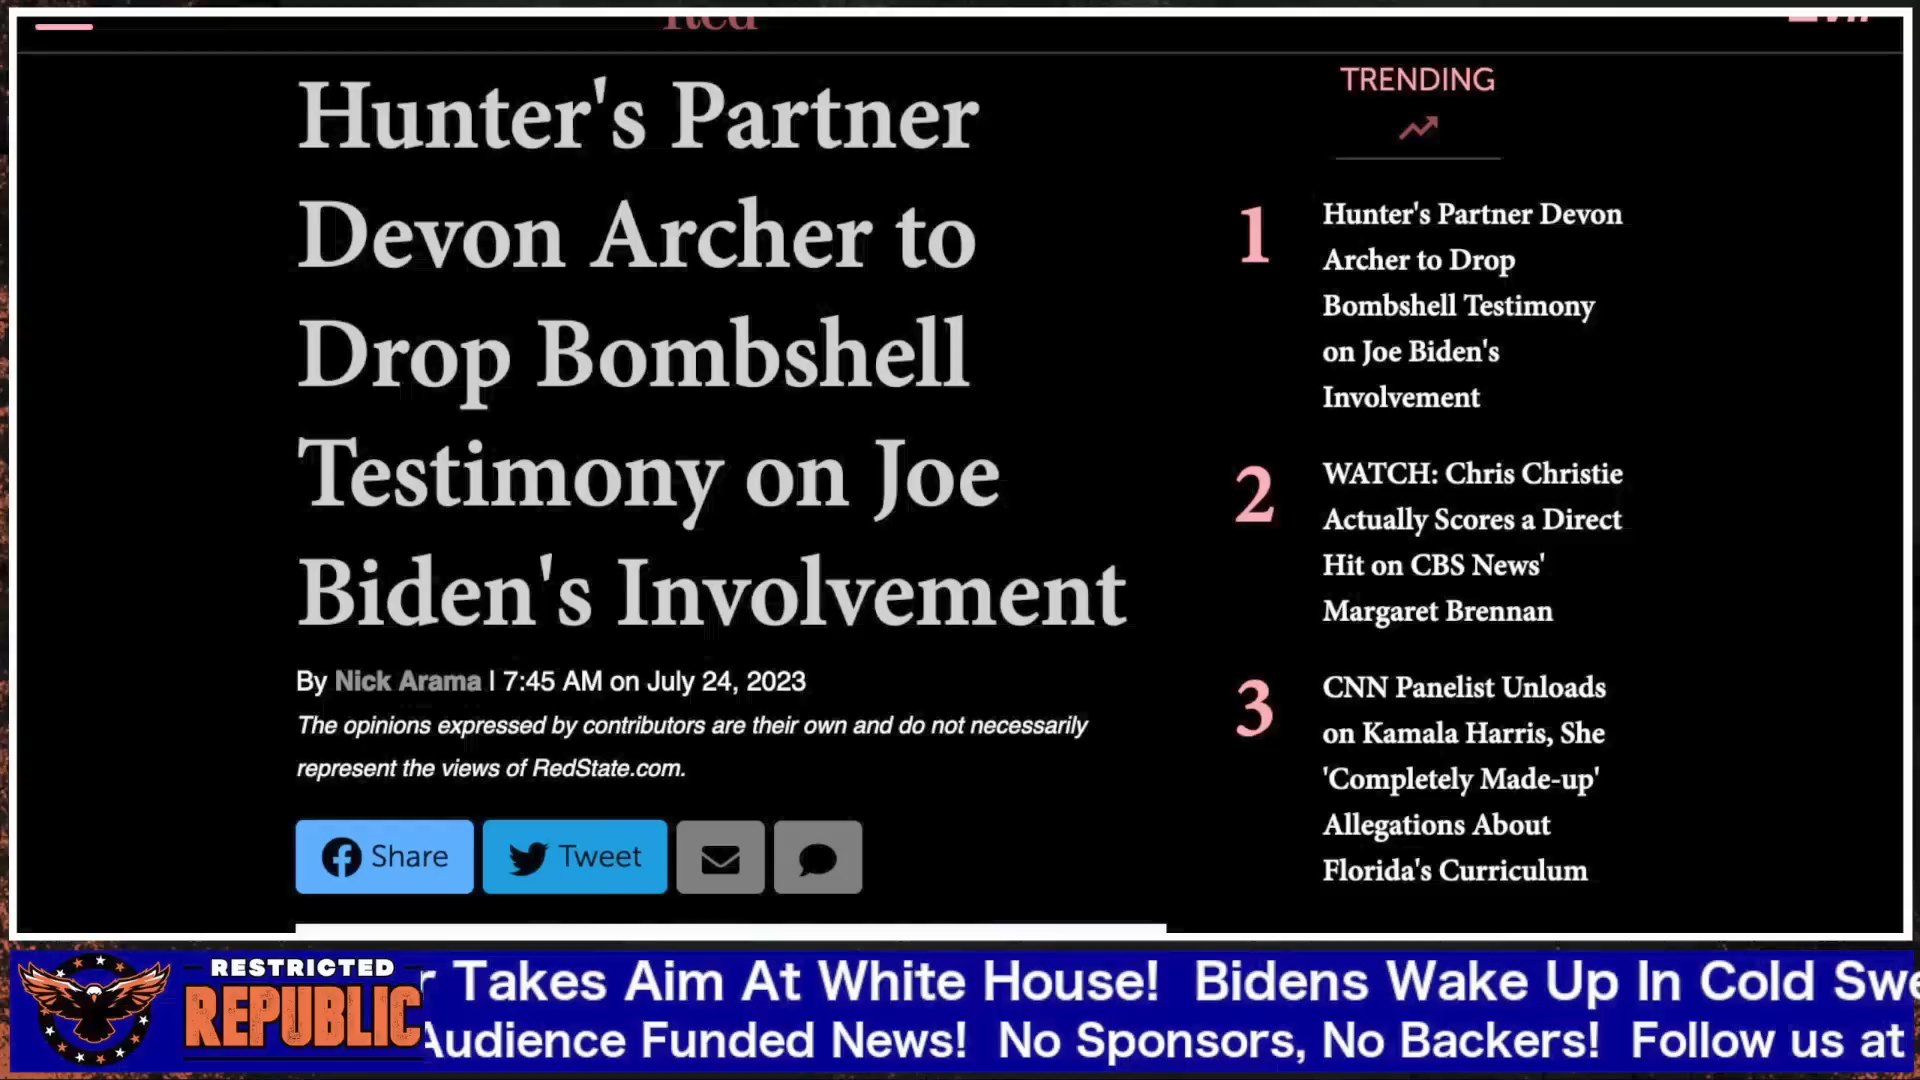 Hunter's Partner
Devon Archer to
Drop Bombshell
Testimony on Joe
Biden's Involvement
By Nick Arama | 7:45 AM on July 24, 2023
The opinions expressed by contributors are their own and do not necessarily
represent the views of RedState.com.
Share
Tweet
TRENDING
1
Hunter's Partner Devon
Archer to Drop
Bombshell Testimony
on Joe Biden's
Involvement
2
WATCH: Chris Christie
Actually Scores a Direct
Hit on CBS News'
Margaret Brennan
3
CNN Panelist Unloads
on Kamala Harris, She
'Completely Made-up'
Allegations About
Florida's Curriculum
RESTRICTED
REPUBLIC
r Takes Aim At White House! Bidens Wake Up In Cold Swe
Audience Funded News! No Sponsors, No Backers! Follow us at